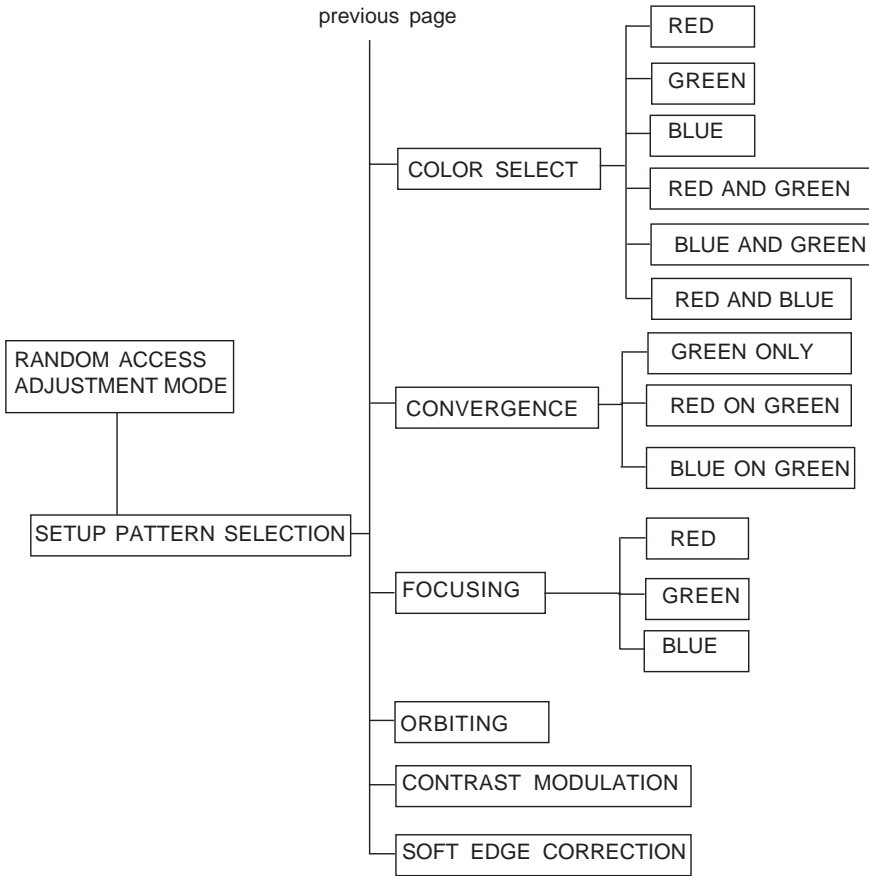 previous page
RED
GREEN
BLUE
COLOR SELECT
RED AND GREEN
BLUE AND GREEN
RED AND BLUE
RANDOM ACCESS
ADJUSTMENT MODE
GREEN ONLY
CONVERGENCE
RED ON GREEN
BLUE ON GREEN
SETUP PATTERN SELECTION
RED
FOCUSING
GREEN
BLUE
ORBITING
CONTRAST MODULATION
SOFT EDGE CORRECTION